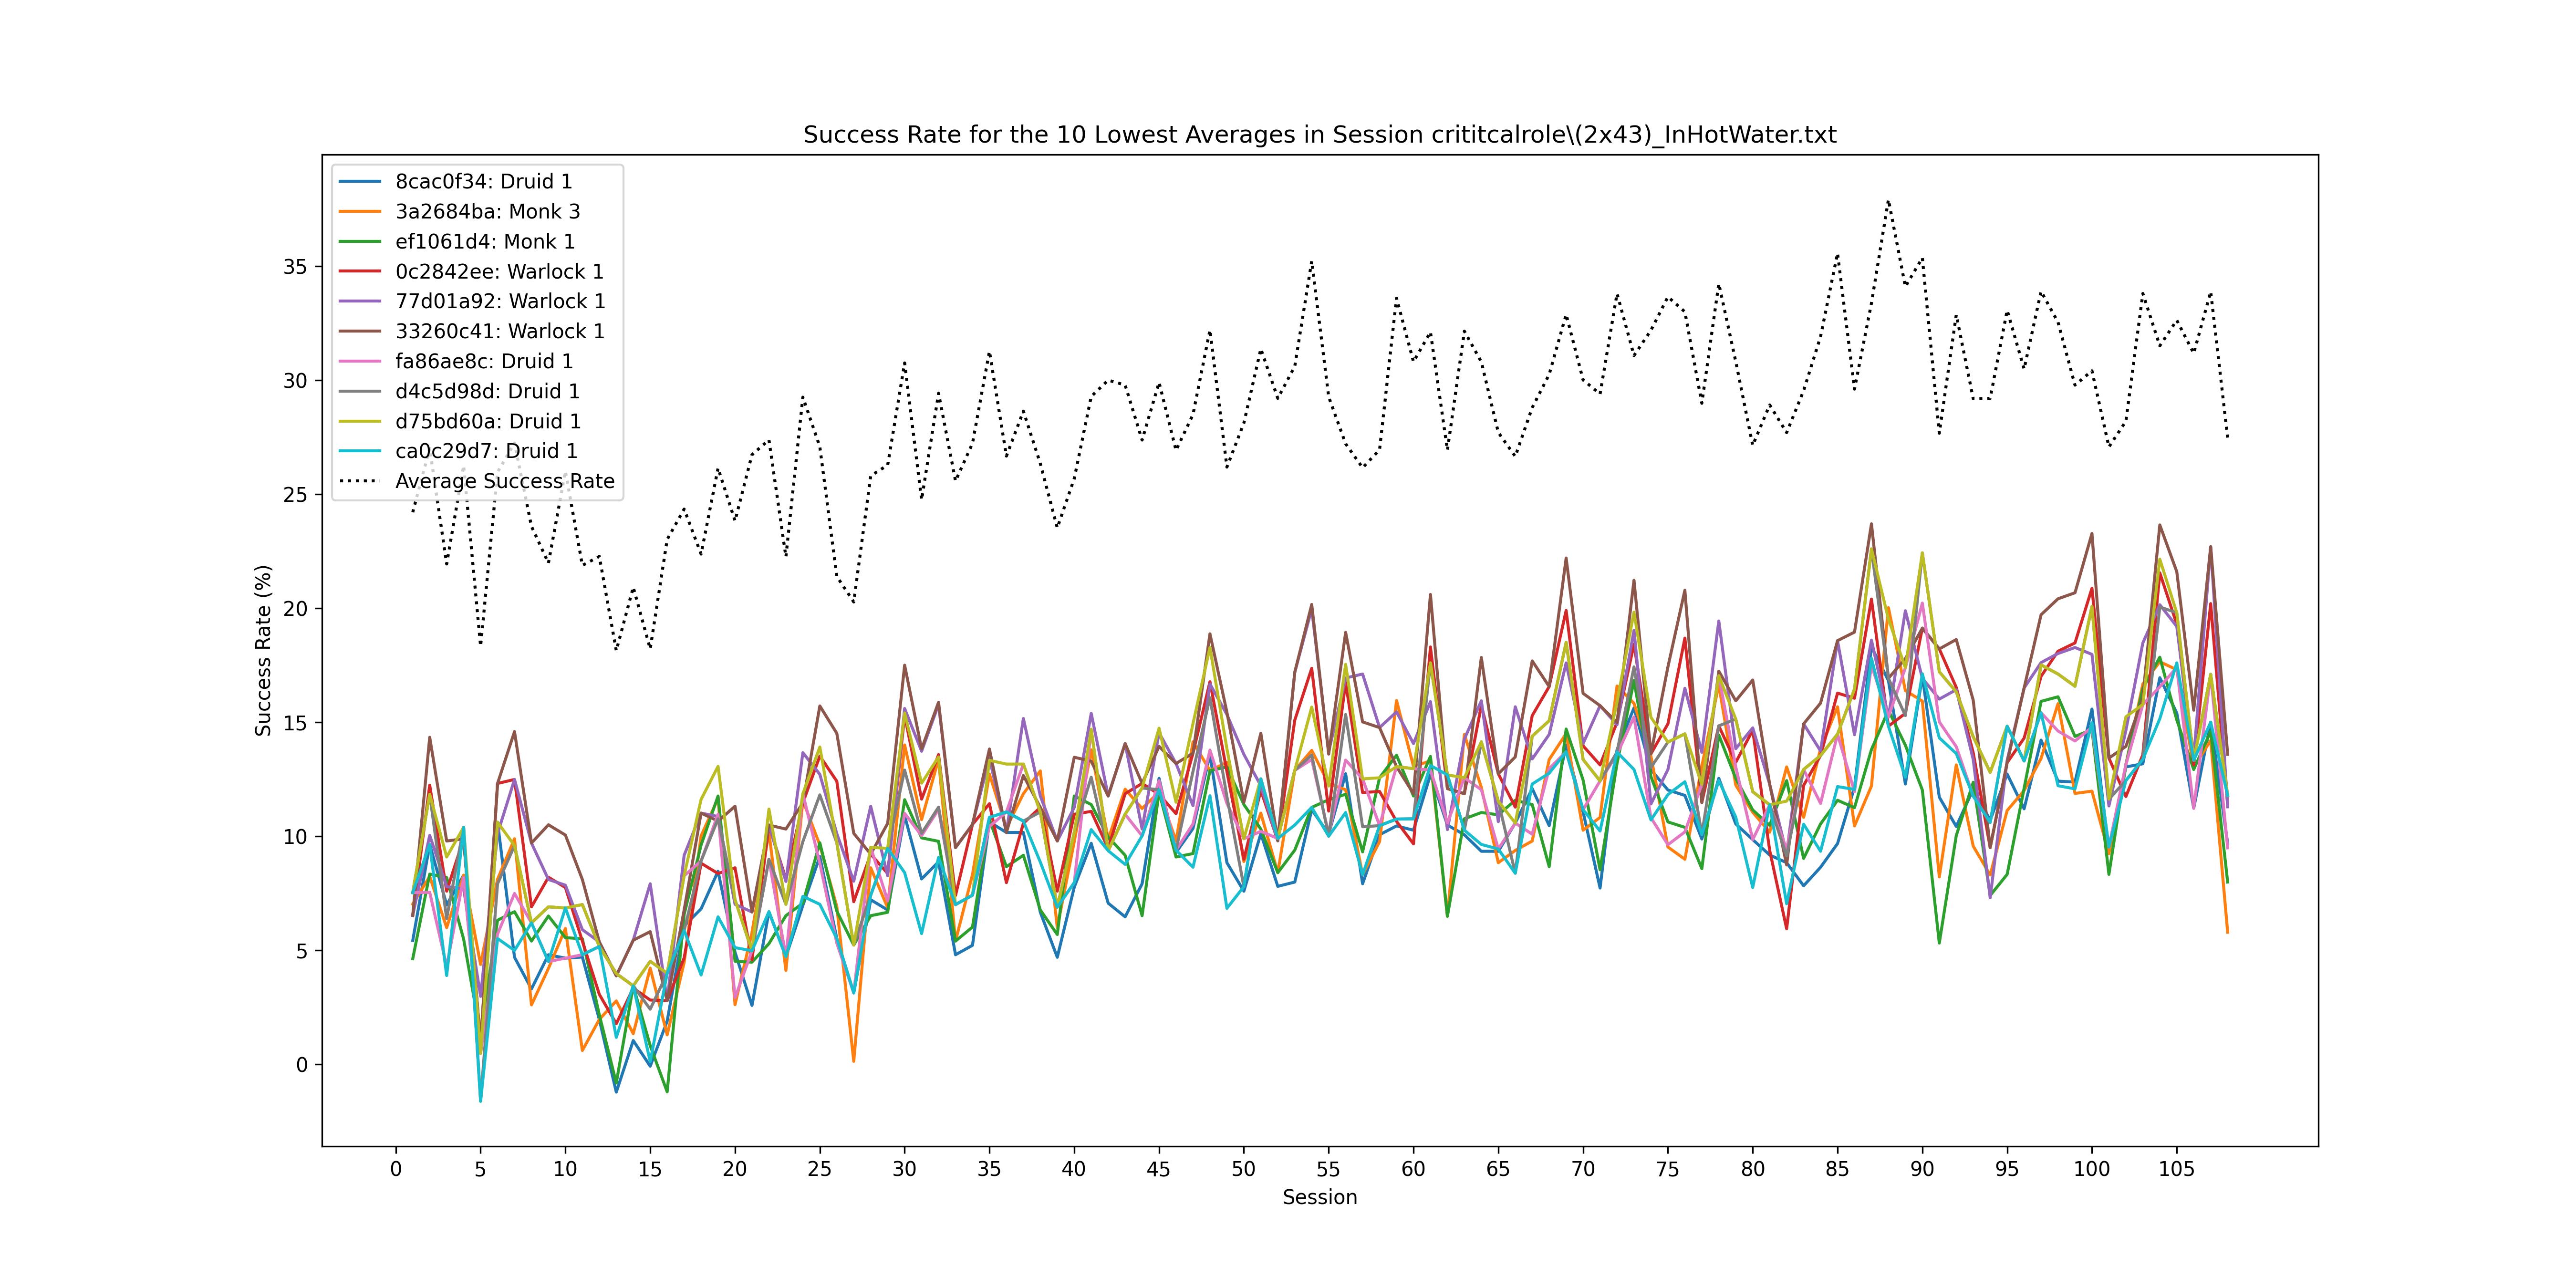 Success Rate for the 10 Lowest Averages in Session crititcalrole\(2x43)_InHotWater.txt
8cac0f34: Druid 1
3a2684ba: Monk 3
ef1061d4: Monk 1
0c2842ee: Warlock 1
77d01a92: Warlock 1
33260c41: Warlock 1
fa86ae8c: Druid 1
d4c5d98d: Druid 1
d75bd60a: Druid 1
ca0c29d7: Druid 1
Average Success Rate
Success Rate (%)
35
30
25
20
15
10
5
0
0 5 10 15 20 25 30 35 40 45 50 55 60 65 70 75 80 85 90 95 100 105
Session